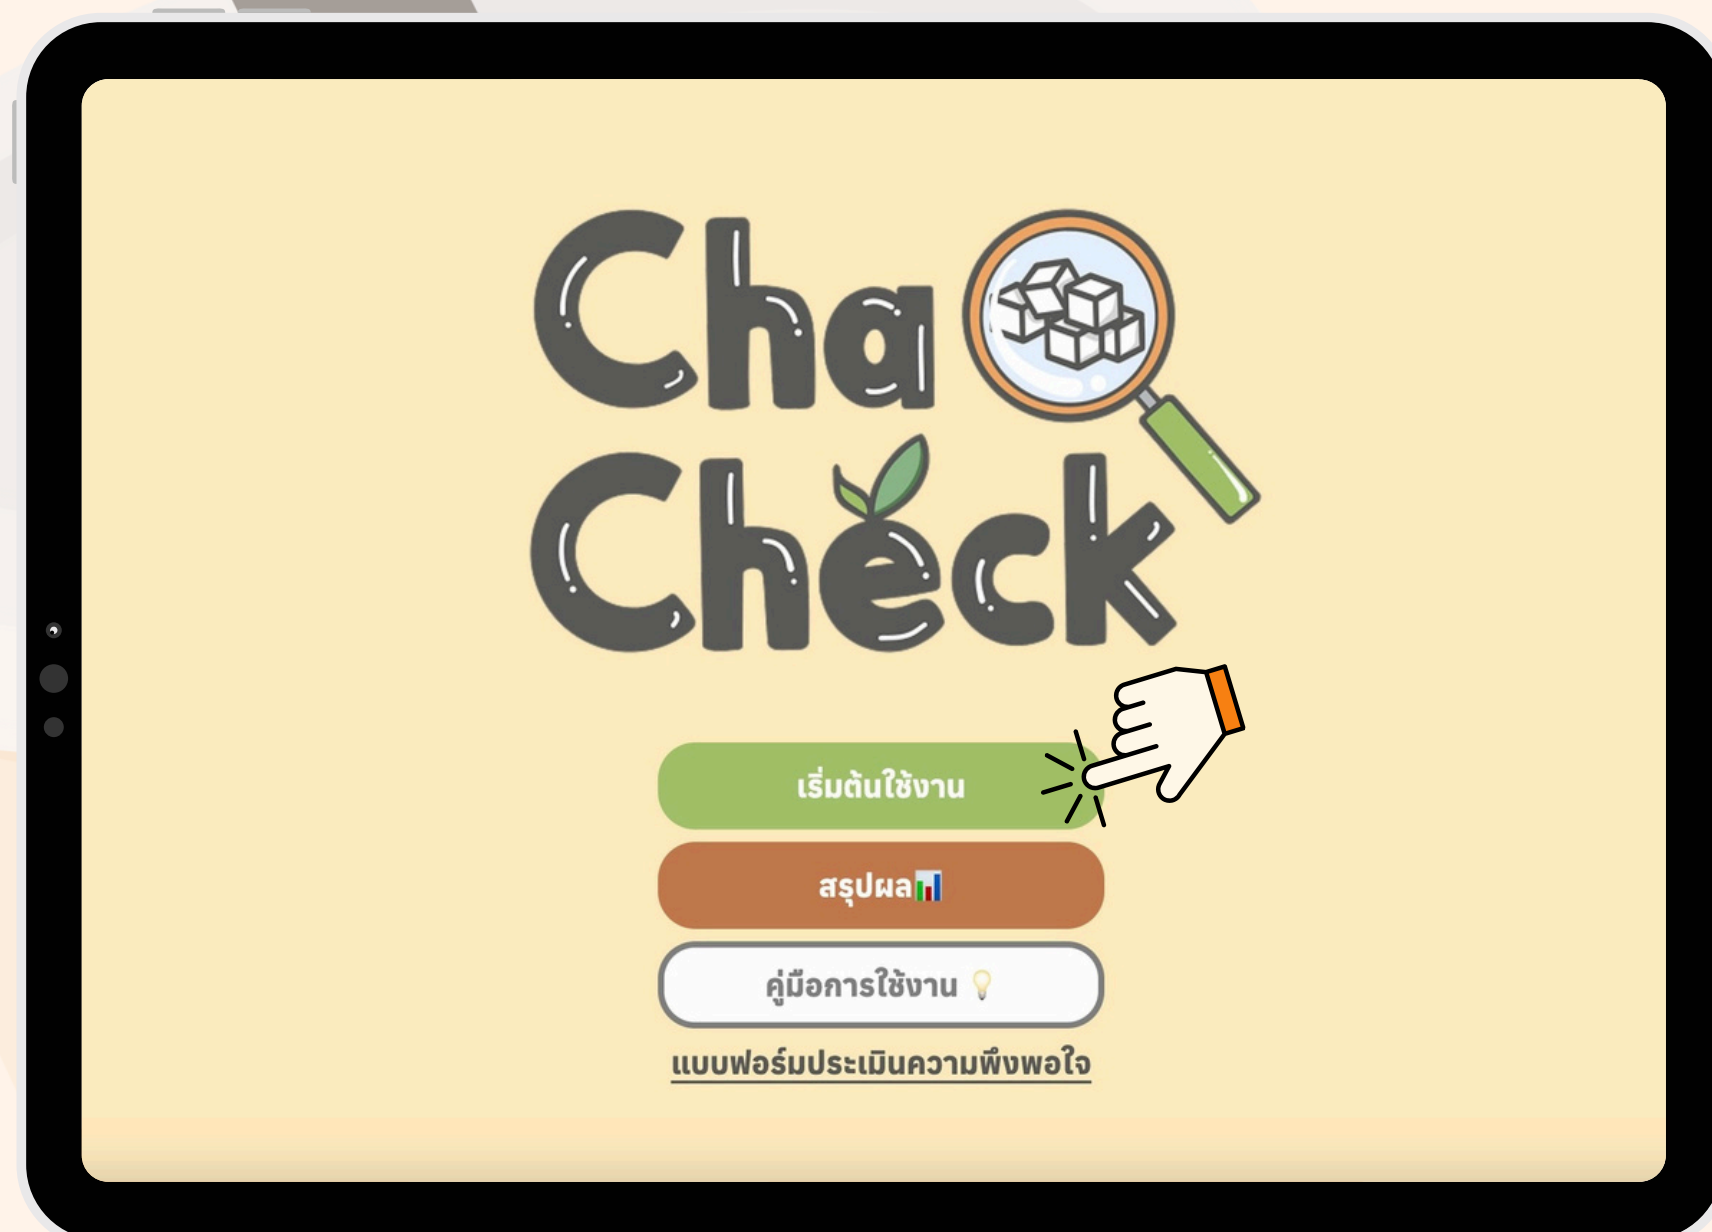 Cha
Check
เริ่มต้นใช้งาน
สรุปผล📊
คู่มือการใช้งาน 💡
แบบฟอร์มประเมินความพึงพอใจ